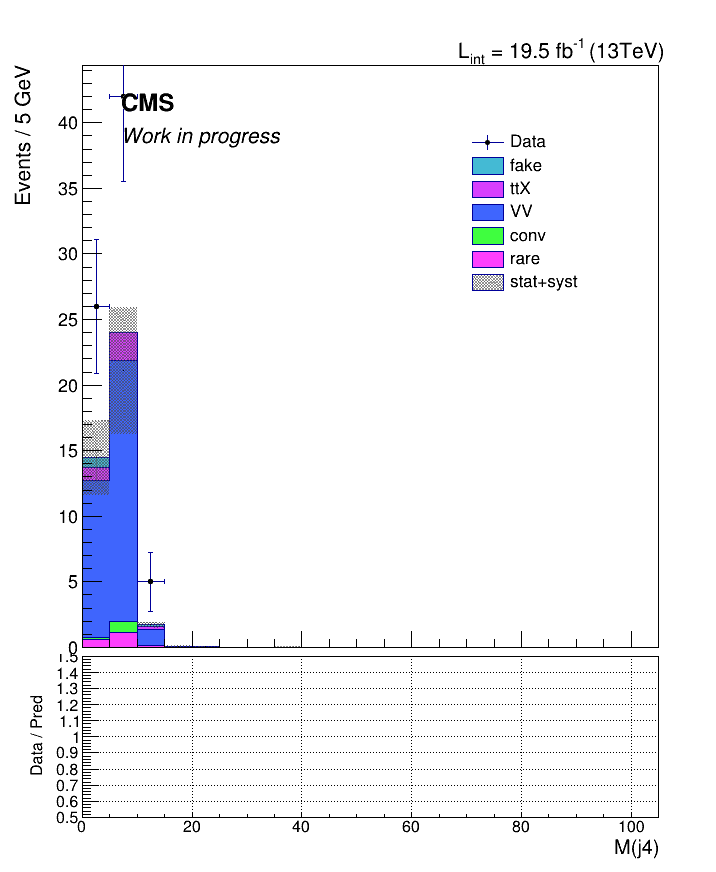 L_int = 19.5 fb^-1 (13TeV)
Events / 5 GeV
CMS
Work in progress
Data
fake
ttX
VV
conv
rare
stat+syst
40
35
30
25
20
15
10
5
0
Data / Pred
1.5
1.4
1.3
1.2
1.1
1
0.9
0.8
0.7
0.6
0.5
0 20 40 60 80 100
M(j4)